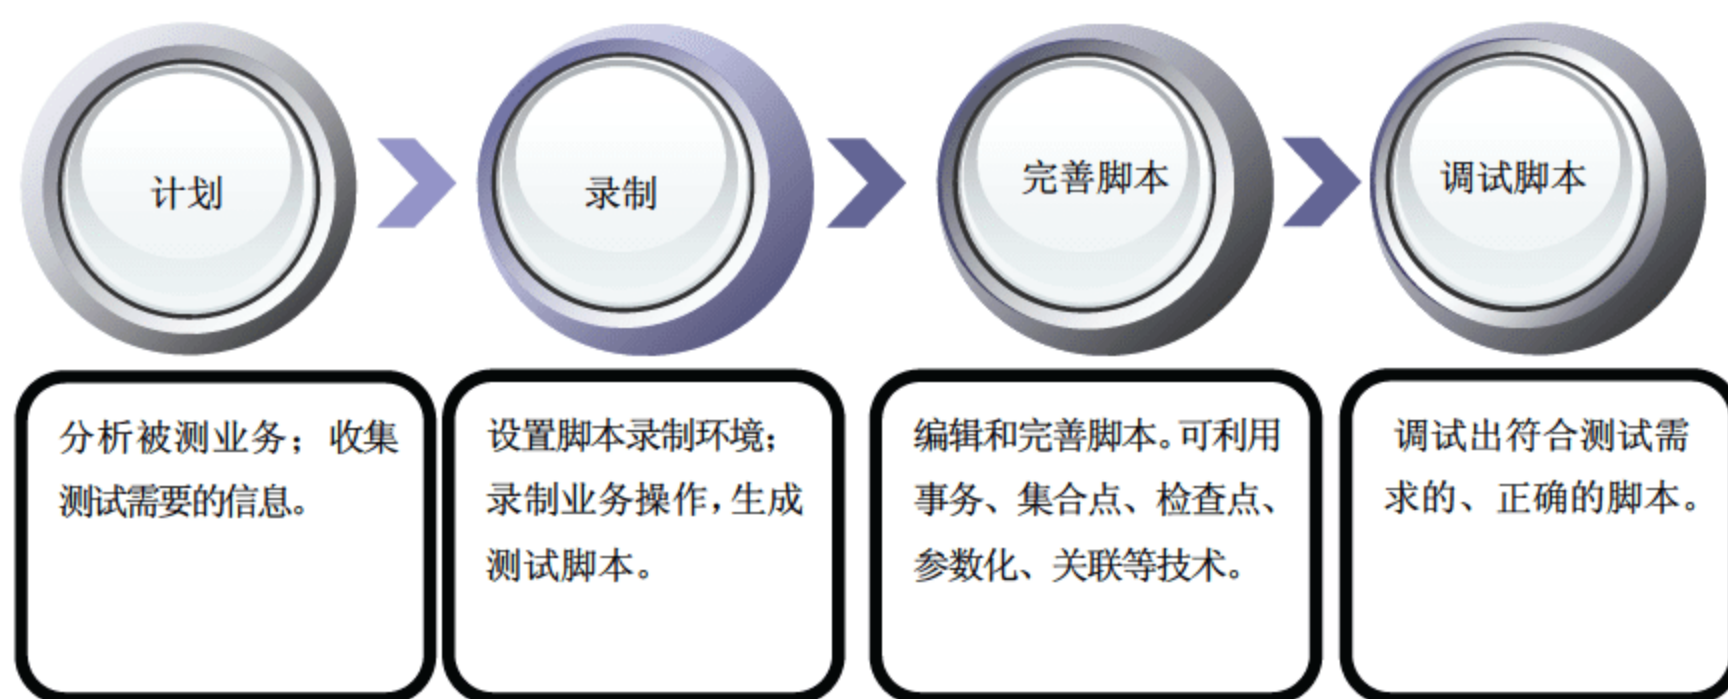 计划
录制
完善脚本
调试脚本
分析被测业务；收集
测试需要的信息。
设置脚本录制环境；
录制业务操作，生成
测试脚本。
编辑和完善脚本。可利用
事务、集合点、检查点、
参数化、关联等技术。
调试出符合测试需
求的、正确的脚本。